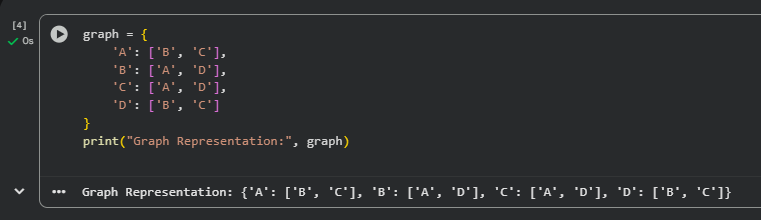 [4]
0s
graph = {
    'A': ['B', 'C'],
    'B': ['A', 'D'],
    'C': ['A', 'D'],
    'D': ['B', 'C']
}
print("Graph Representation:", graph)
Graph Representation: {'A': ['B', 'C'], 'B': ['A', 'D'], 'C': ['A', 'D'], 'D': ['B', 'C']}